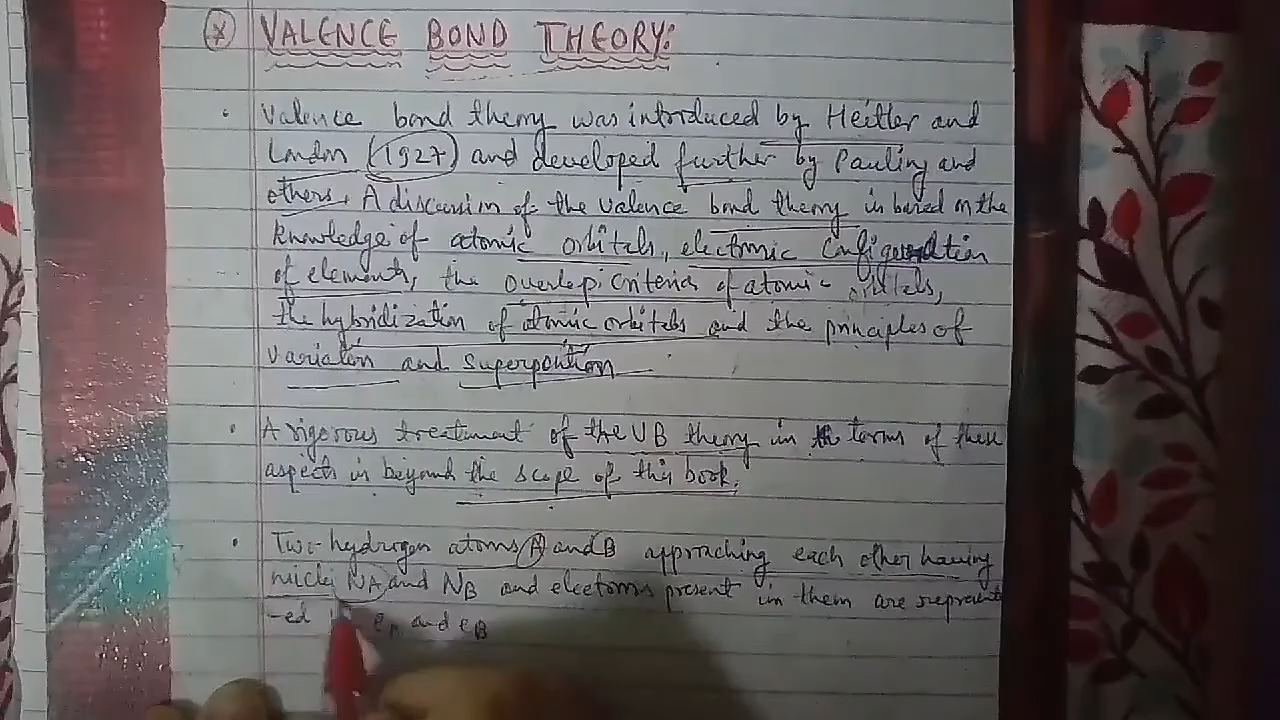 VALENCE BOND THEORY:
Valence bond theory was introduced by Heitler and
London (1927) and developed further by Pauling and
others. A discussion of the valence bond theory is based on the
knowledge of atomic orbitals, electronic configuration
of elements, the overlap criteria of atomic orbitals,
the hybridization of atomic orbitals and the principles of
variation and superposition
A rigorous treatment of the VB theory in terms of these
aspects is beyond the scope of this book.
Two hydrogen atoms A and B approaching each other having
nuclei NA and NB and electrons present in them are represent
-ed eA and eB